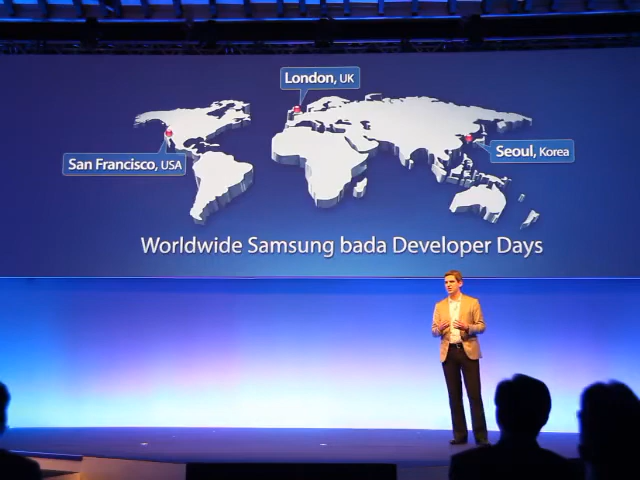 London, UK
San Francisco, USA
Seoul, Korea
Worldwide Samsung bada Developer Days